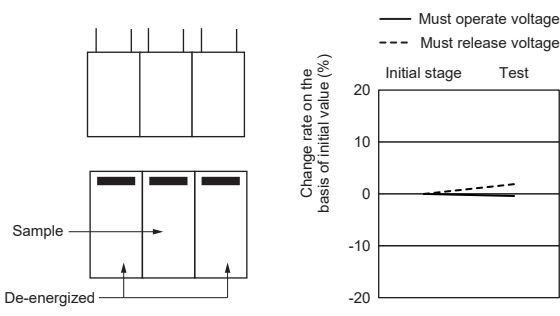 Must operate voltage
Must release voltage
Initial stage Test
Change rate on the
basis of initial value (%)
20
10
0
-10
-20
Sample
De-energized